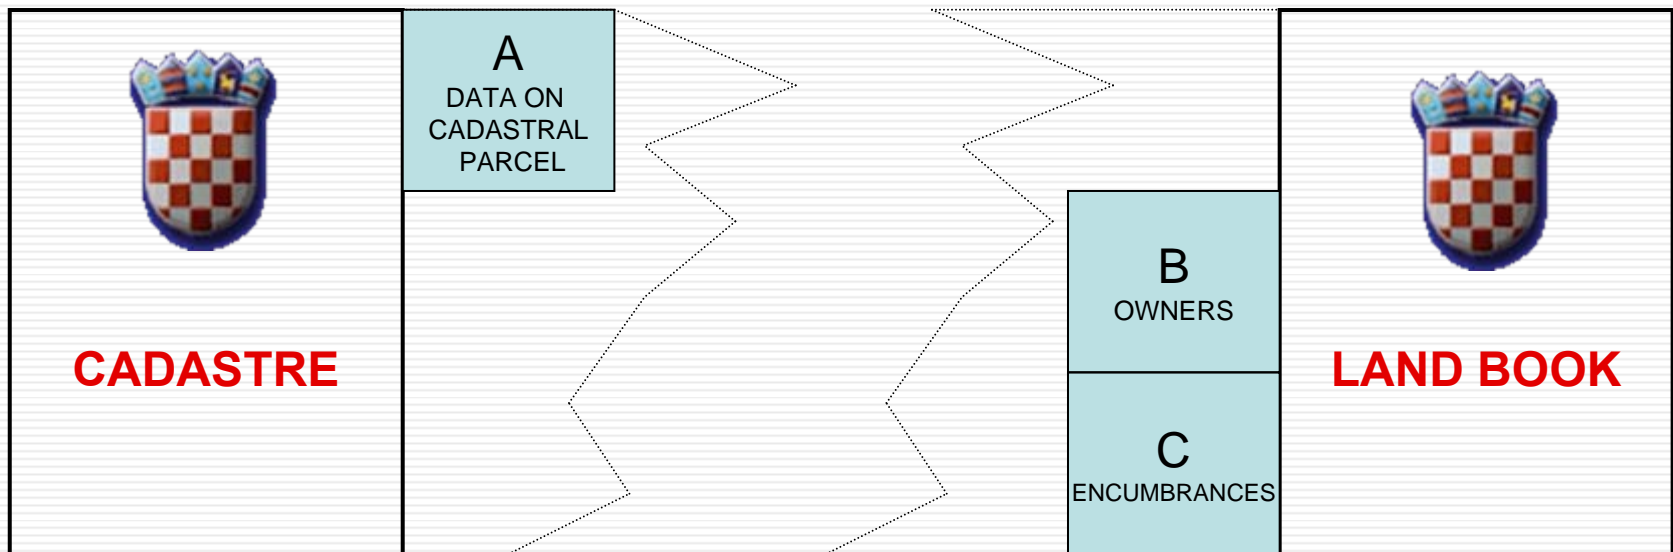 A
DATA ON
CADASTRAL
PARCEL
CADASTRE
B
OWNERS
C
ENCUMBRANCES
LAND BOOK